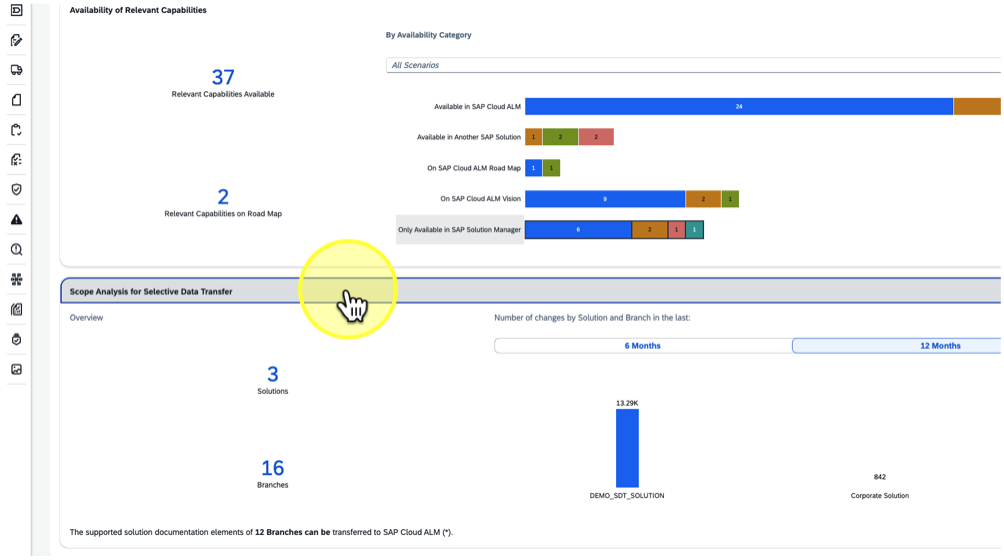 Availability of Relevant Capabilities
By Availability Category
All Scenarios
37
Relevant Capabilities Available
Available in SAP Cloud ALM 24
Available in Another SAP Solution 1 2 2
On SAP Cloud ALM Road Map 1 1
2
Relevant Capabilities on Road Map
On SAP Cloud ALM Vision 9 2 1
Only Available in SAP Solution Manager 6 2 1 1
Scope Analysis for Selective Data Transfer
Overview
Number of changes by Solution and Branch in the last:
6 Months 12 Months
3
Solutions
13.29K
16
Branches
842
DEMO_SDT_SOLUTION Corporate Solution
The supported solution documentation elements of 12 Branches can be transferred to SAP Cloud ALM (*).